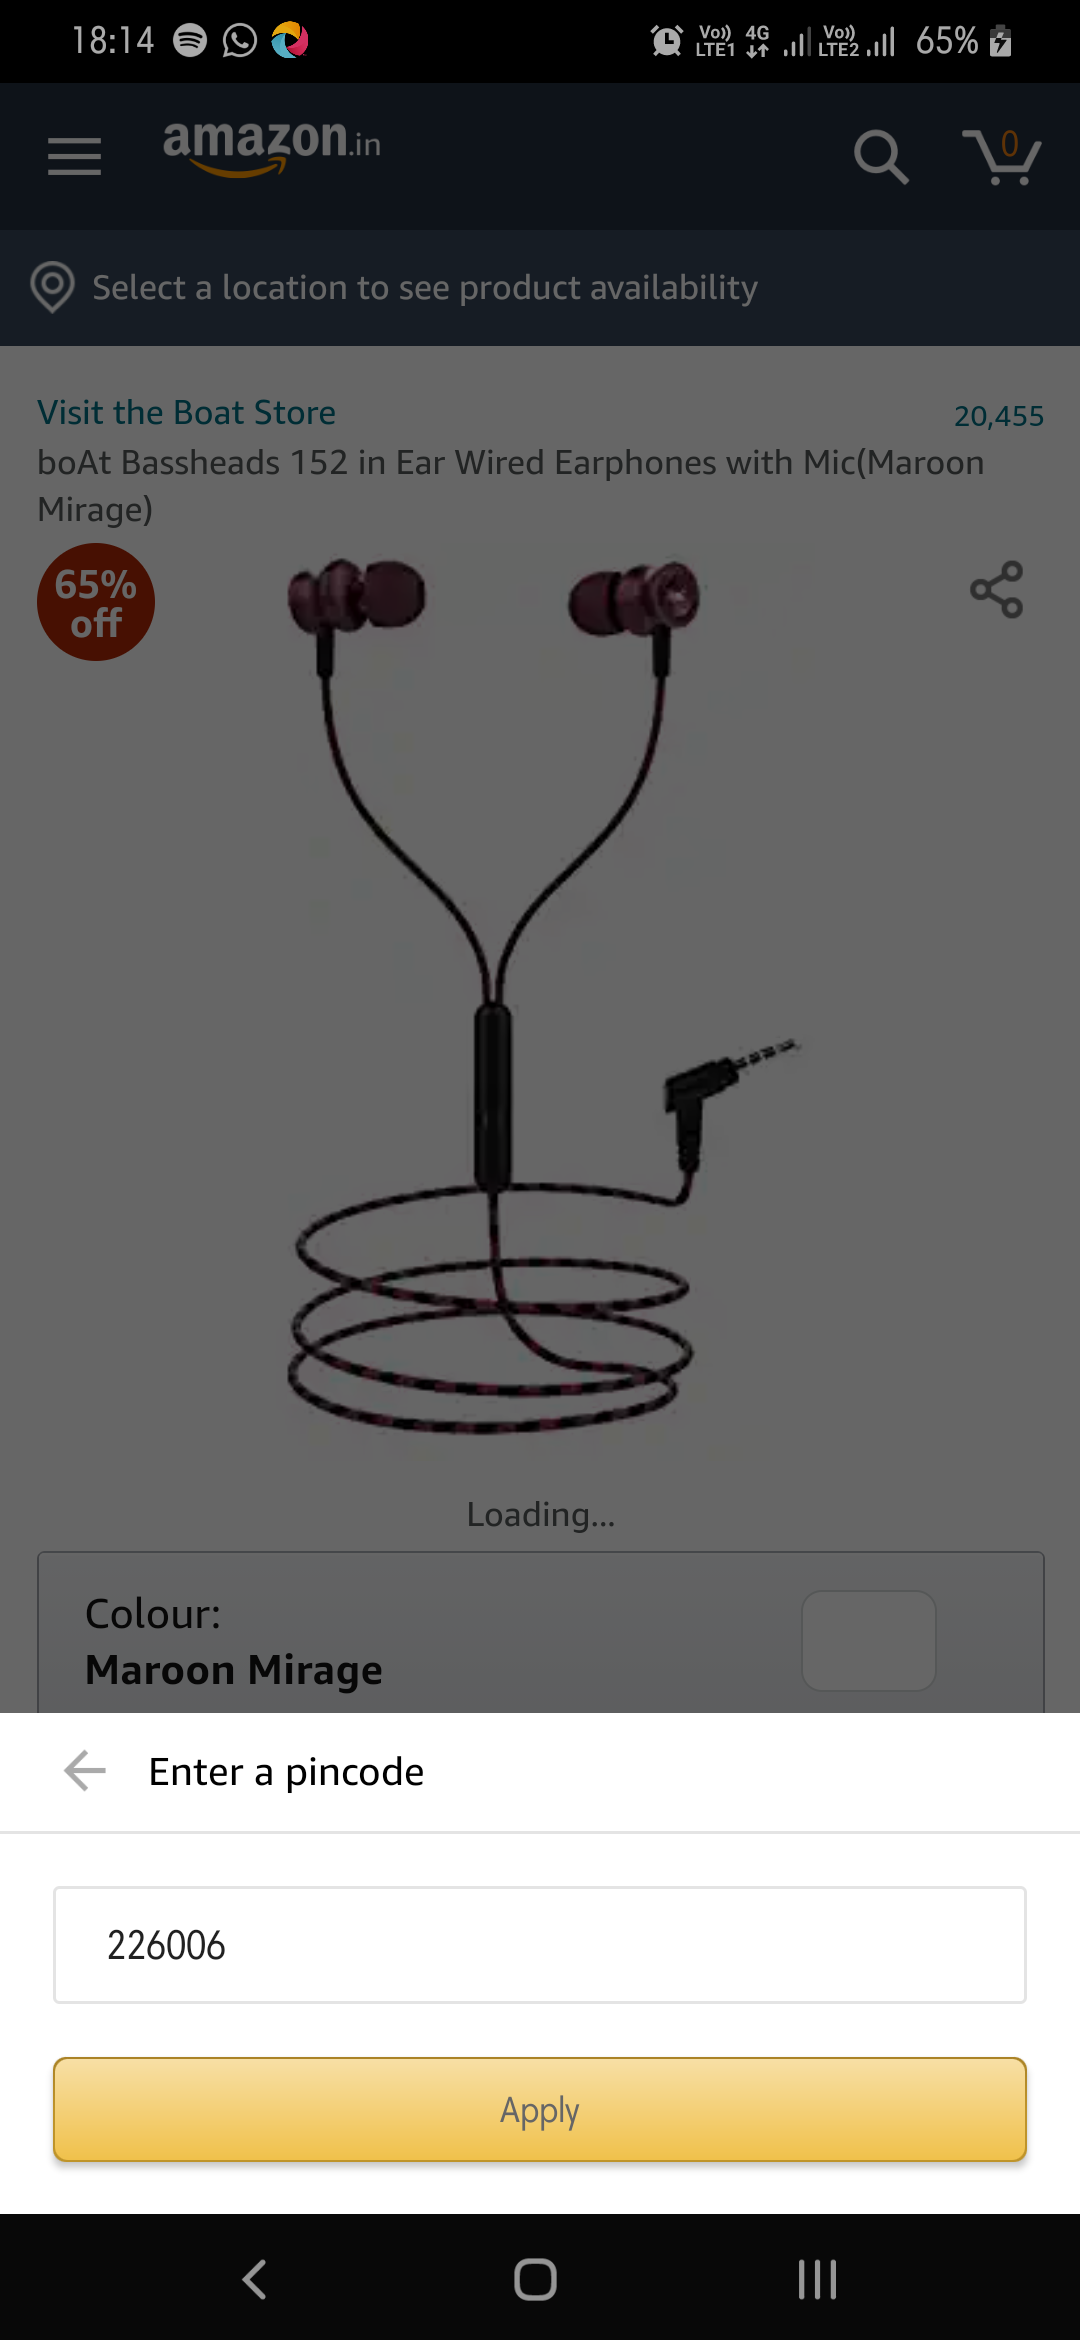 18:14 Vo)) LTE1 4G Vo)) LTE2 65%
amazon.in
0
Select a location to see product availability
Visit the Boat Store 20,455
boAt Bassheads 152 in Ear Wired Earphones with Mic(Maroon
Mirage)
65%
off
Loading...
Colour:
Maroon Mirage
Enter a pincode
226006
Apply